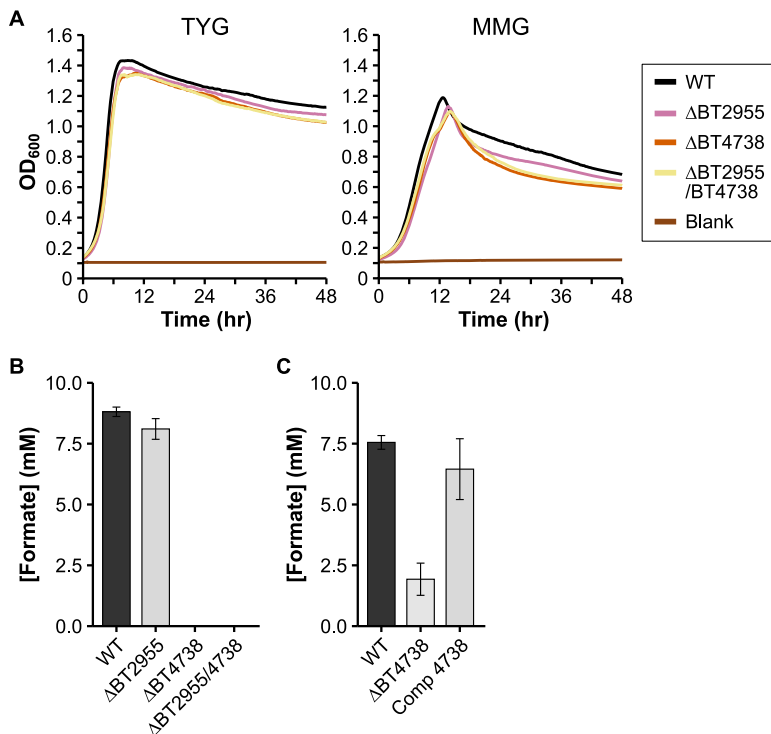 A
TYG
MMG
OD600
1.6
1.4
1.2
1.0
0.8
0.6
0.4
0.2
0
0 12 24 36 48
Time (hr)
1.6
1.4
1.2
1.0
0.8
0.6
0.4
0.2
0
0 12 24 36 48
Time (hr)
WT
ΔBT2955
ΔBT4738
ΔBT2955
/BT4738
Blank
B
[Formate] (mM)
10.0
7.5
5.0
2.5
0.0
WT
ΔBT2955
ΔBT4738
ΔBT2955/4738
C
[Formate] (mM)
10.0
7.5
5.0
2.5
0.0
WT
ΔBT4738
Comp 4738